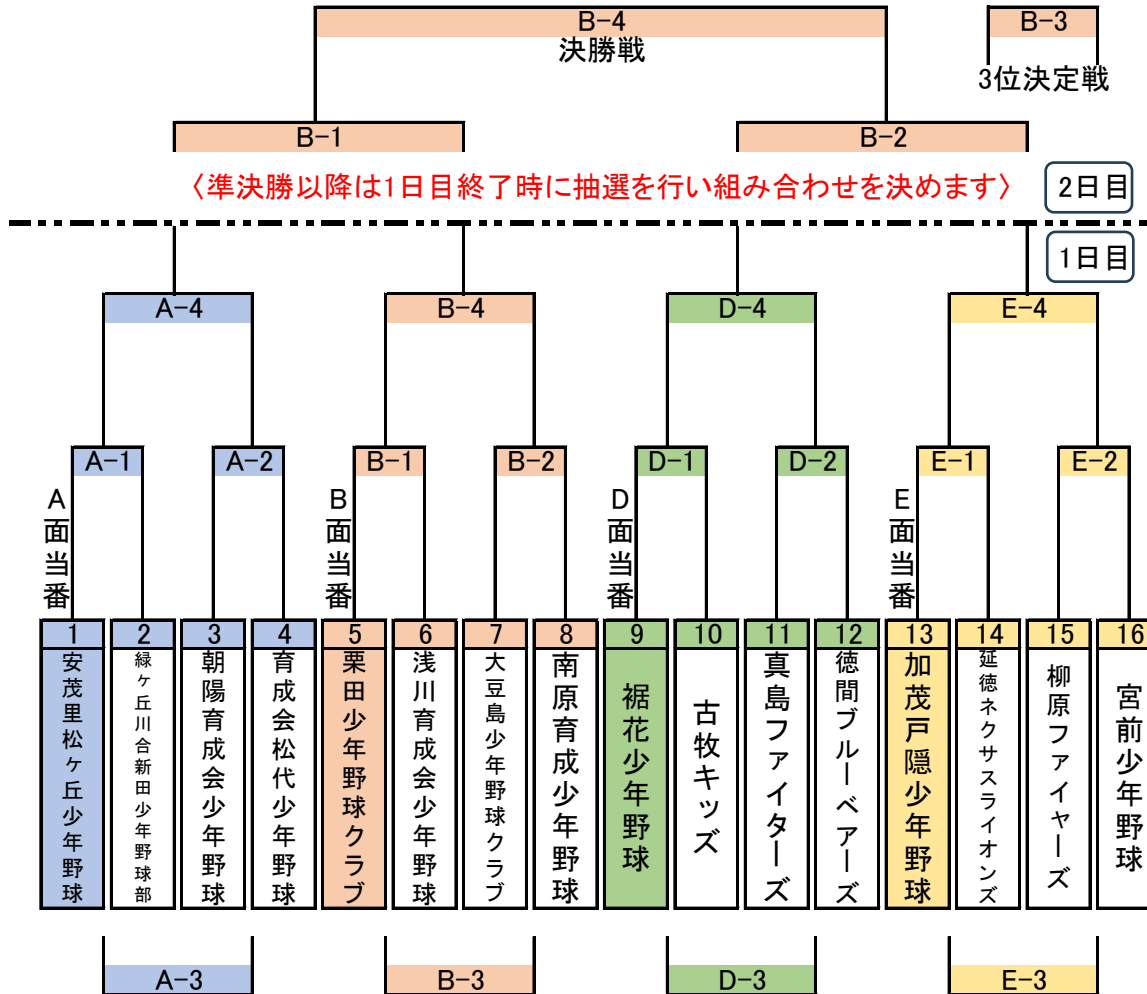 B-4
決勝戦
B-3
3位決定戦
B-1
B-2
〈準決勝以降は1日目終了時に抽選を行い組み合わせを決めます〉
2日目
1日目
A-4
B-4
D-4
E-4
A-1
A-2
B-1
B-2
D-1
D-2
E-1
E-2
A面当番
B面当番
D面当番
E面当番
1
安茂里松ヶ丘少年野球
2
緑ヶ丘川合新田少年野球部
3
朝陽育成会少年野球
4
育成会松代少年野球
5
栗田少年野球クラブ
6
浅川育成会少年野球
7
大豆島少年野球クラブ
8
南原育成少年野球
9
裾花少年野球
10
古牧キッズ
11
真島ファイターズ
12
徳間ブルーベアーズ
13
加茂戸隠少年野球
14
延徳ネクサスライオンズ
15
柳原ファイヤーズ
16
宮前少年野球
A-3
B-3
D-3
E-3